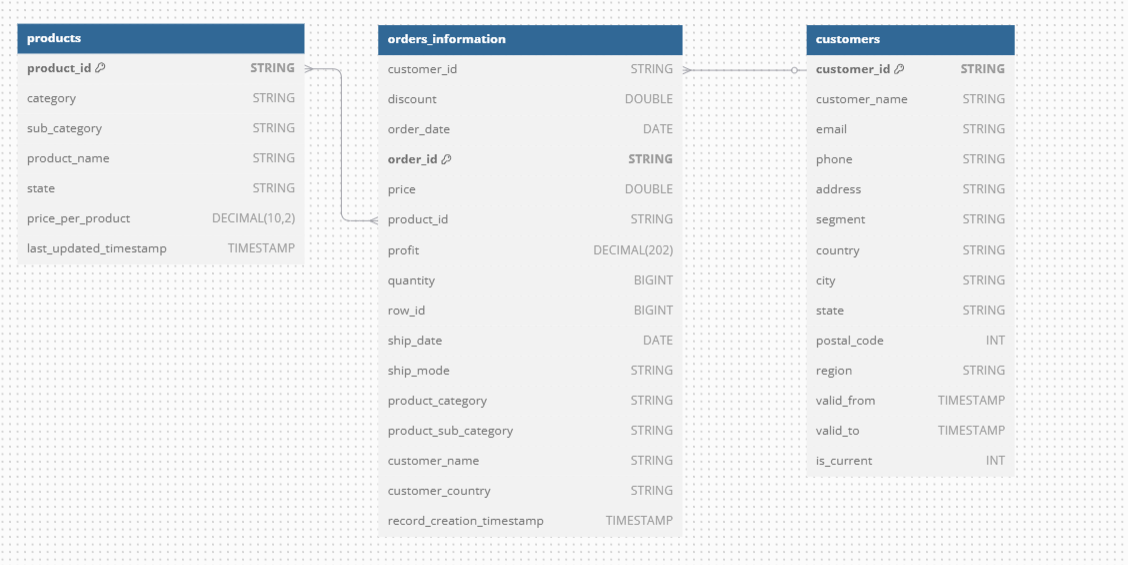 products
product_id STRING
category STRING
sub_category STRING
product_name STRING
state STRING
price_per_product DECIMAL(10,2)
last_updated_timestamp TIMESTAMP
orders_information
customer_id STRING
discount DOUBLE
order_date DATE
order_id STRING
price DOUBLE
product_id STRING
profit DECIMAL(202)
quantity BIGINT
row_id BIGINT
ship_date DATE
ship_mode STRING
product_category STRING
product_sub_category STRING
customer_name STRING
customer_country STRING
record_creation_timestamp TIMESTAMP
customers
customer_id STRING
customer_name STRING
email STRING
phone STRING
address STRING
segment STRING
country STRING
city STRING
state STRING
postal_code INT
region STRING
valid_from TIMESTAMP
valid_to TIMESTAMP
is_current INT